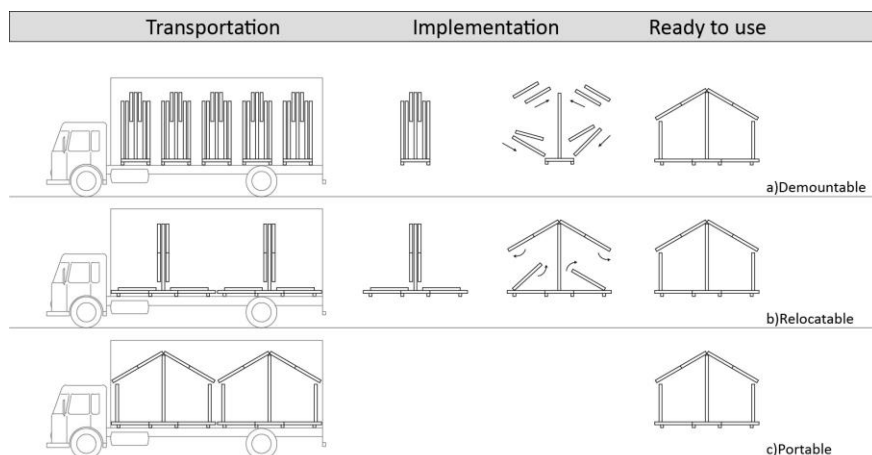 Transportation Implementation Ready to use
a)Demountable
b)Relocatable
c)Portable